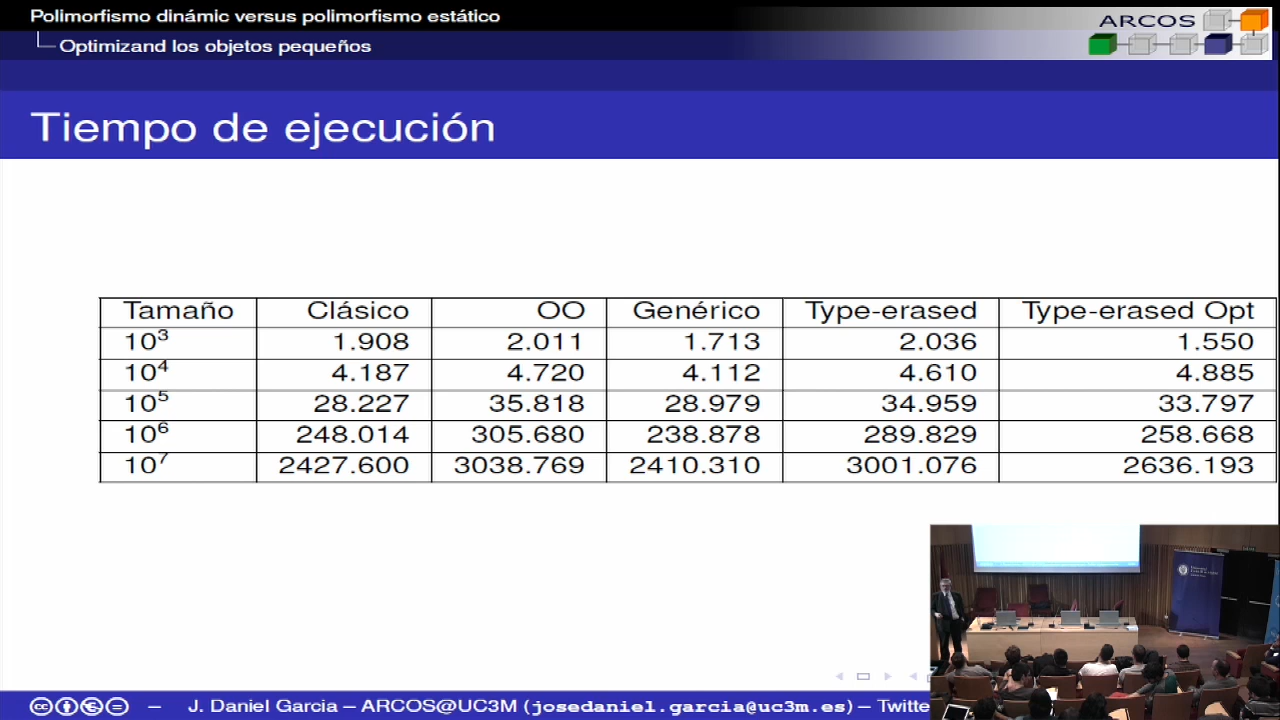 Polimorfismo dinámic versus polimorfismo estático
Optimizand los objetos pequeños
ARCOS
Tiempo de ejecución
Tamaño Clásico OO Genérico Type-erased Type-erased Opt
10³ 1.908 2.011 1.713 2.036 1.550
10⁴ 4.187 4.720 4.112 4.610 4.885
10⁵ 28.227 35.818 28.979 34.959 33.797
10⁶ 248.014 305.680 238.878 289.829 258.668
10⁷ 2427.600 3038.769 2410.310 3001.076 2636.193
– J. Daniel Garcia – ARCOS@UC3M (josedaniel.garcia@uc3m.es) – Twitte